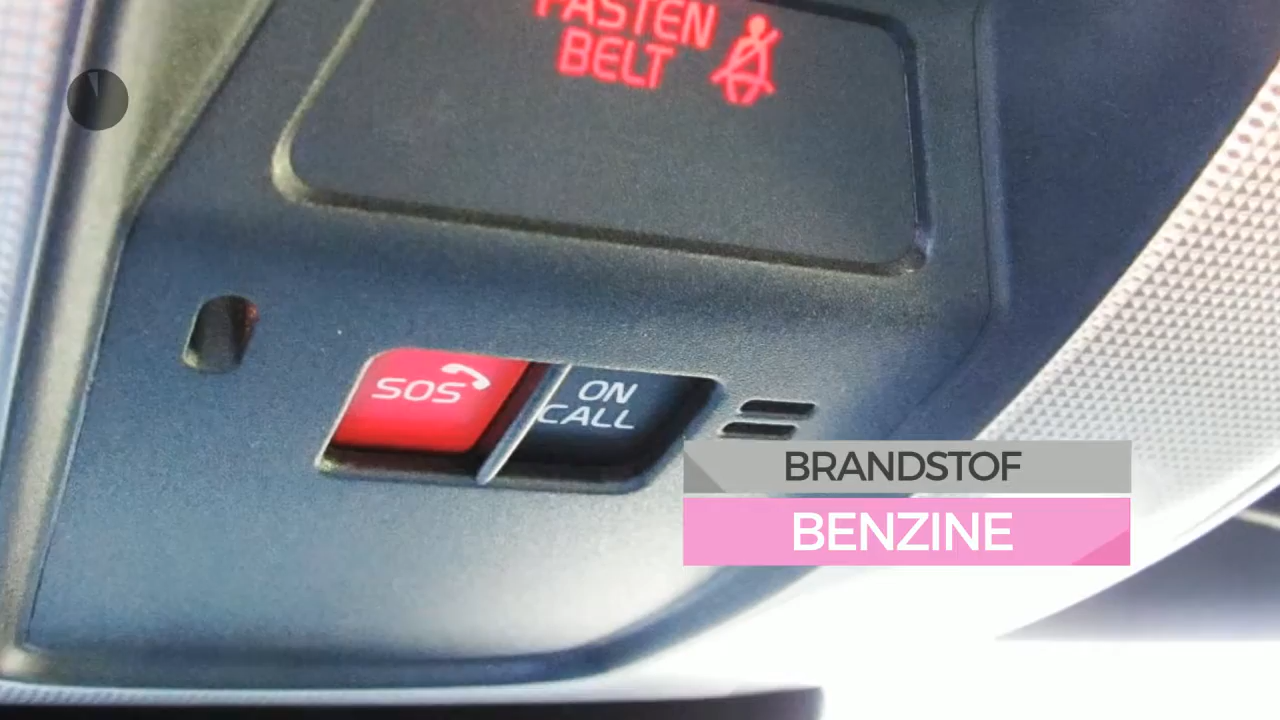 FASTEN
BELT
SOS
ON
CALL
BRANDSTOF
BENZINE